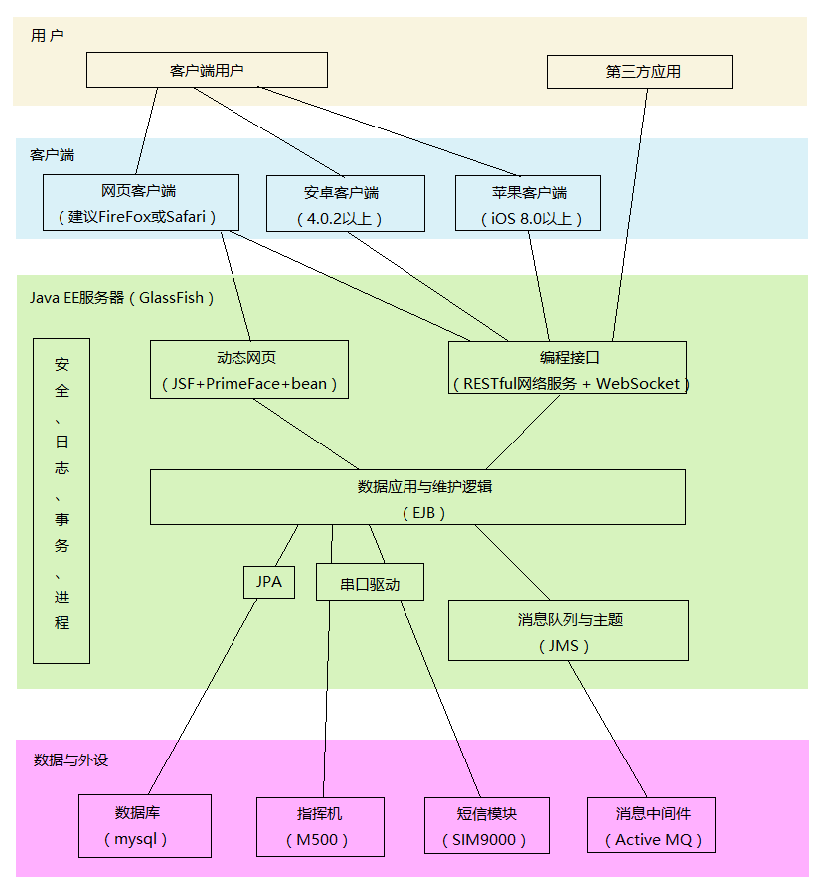 用 户
客户端用户
第三方应用
客户端
网页客户端
（建议FireFox或Safari）
安卓客户端
（4.0.2以上）
苹果客户端
（iOS 8.0以上）
Java EE服务器（GlassFish）
安
全
、
日
志
、
事
务
、
进
程
动态网页
（JSF+PrimeFace+bean）
编程接口
（RESTful网络服务 + WebSocket）
数据应用与维护逻辑
（EJB）
JPA
串口驱动
消息队列与主题
（JMS）
数据与外设
数据库
（mysql）
指挥机
（M500）
短信模块
（SIM9000）
消息中间件
（Active MQ）